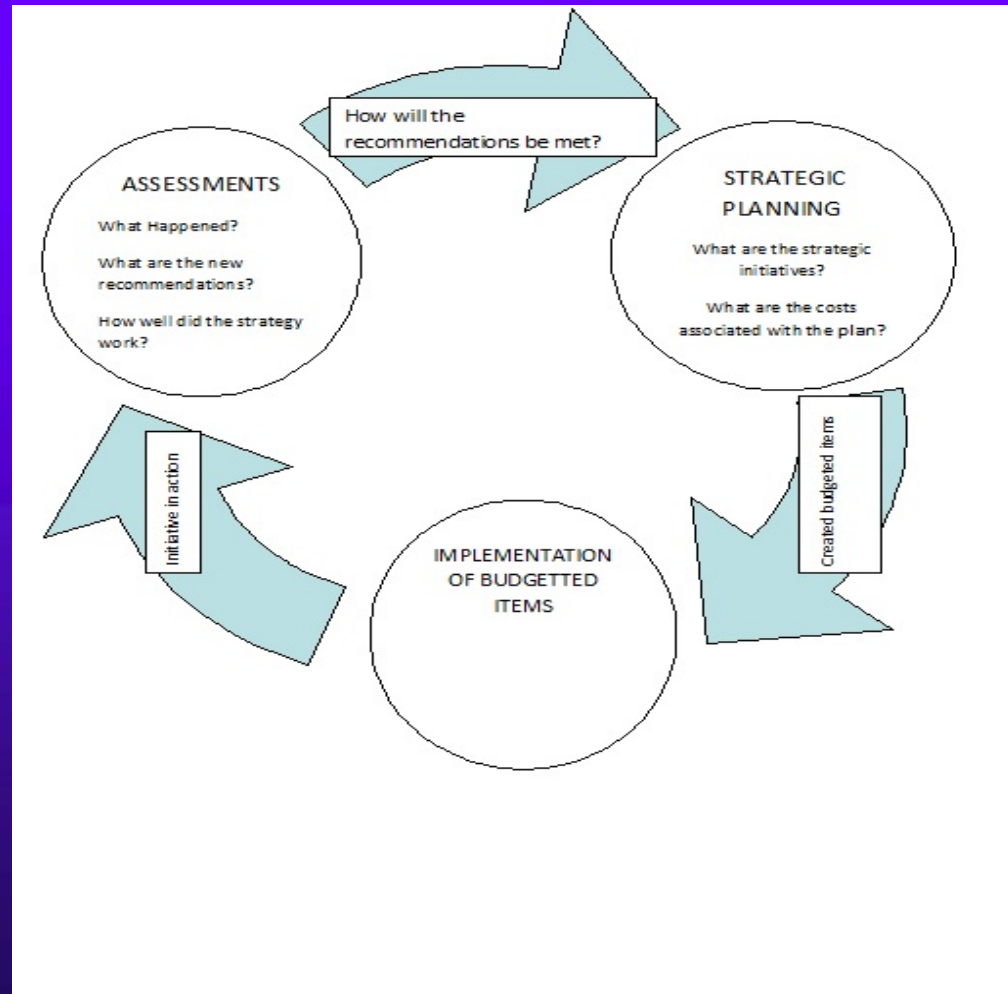 How will the
recommendations be met?
ASSESSMENTS
What Happened?
What are the new
recommendations?
How well did the strategy
work?
STRATEGIC
PLANNING
What are the strategic
initiatives?
What are the costs
associated with the plan?
Initiative in action
Created budgeted items
IMPLEMENTATION
OF BUDGETTED
ITEMS